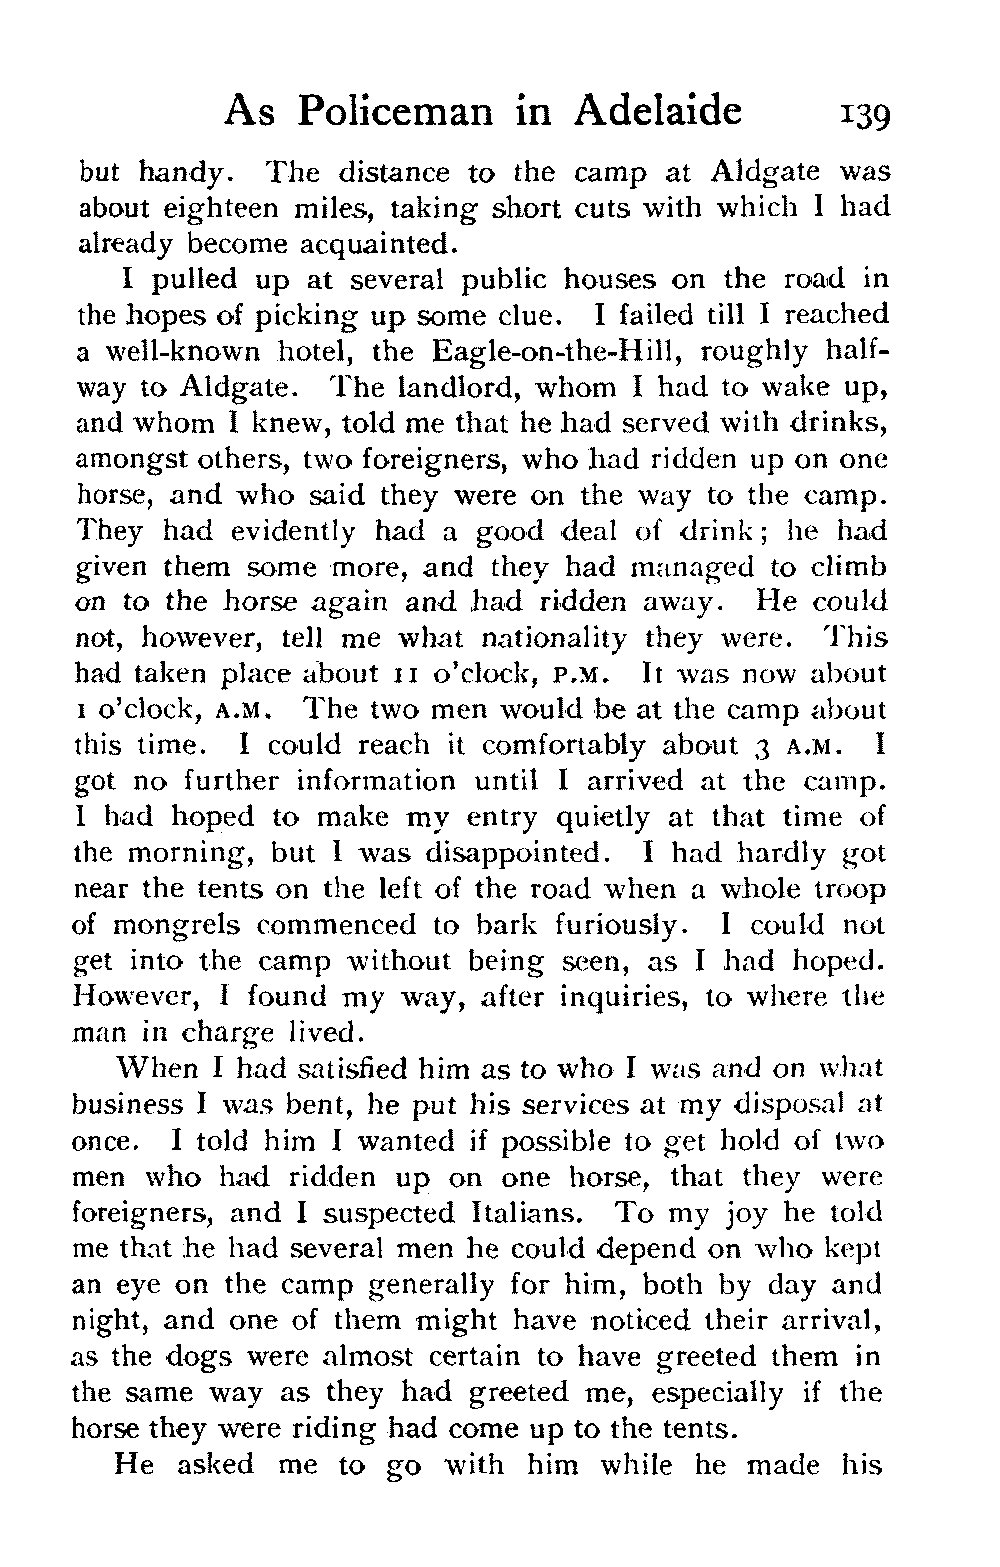 As Policeman in Adelaide 139
but handy. The distance to the camp at Aldgate was
about eighteen miles, taking short cuts with which I had
already become acquainted.
I pulled up at several public houses on the road in
the hopes of picking up some clue. I failed till I reached
a well-known hotel, the Eagle-on-the-Hill, roughly half-
way to Aldgate. The landlord, whom I had to wake up,
and whom I knew, told me that he had served with drinks,
amongst others, two foreigners, who had ridden up on one
horse, and who said they were on the way to the camp.
They had evidently had a good deal of drink; he had
given them some more, and they had managed to climb
on to the horse again and had ridden away. He could
not, however, tell me what nationality they were. This
had taken place about 11 o'clock, P.M. It was now about
1 o'clock, A.M. The two men would be at the camp about
this time. I could reach it comfortably about 3 A.M. I
got no further information until I arrived at the camp.
I had hoped to make my entry quietly at that time of
the morning, but I was disappointed. I had hardly got
near the tents on the left of the road when a whole troop
of mongrels commenced to bark furiously. I could not
get into the camp without being seen, as I had hoped.
However, I found my way, after inquiries, to where the
man in charge lived.
When I had satisfied him as to who I was and on what
business I was bent, he put his services at my disposal at
once. I told him I wanted if possible to get hold of two
men who had ridden up on one horse, that they were
foreigners, and I suspected Italians. To my joy he told
me that he had several men he could depend on who kept
an eye on the camp generally for him, both by day and
night, and one of them might have noticed their arrival,
as the dogs were almost certain to have greeted them in
the same way as they had greeted me, especially if the
horse they were riding had come up to the tents.
He asked me to go with him while he made his